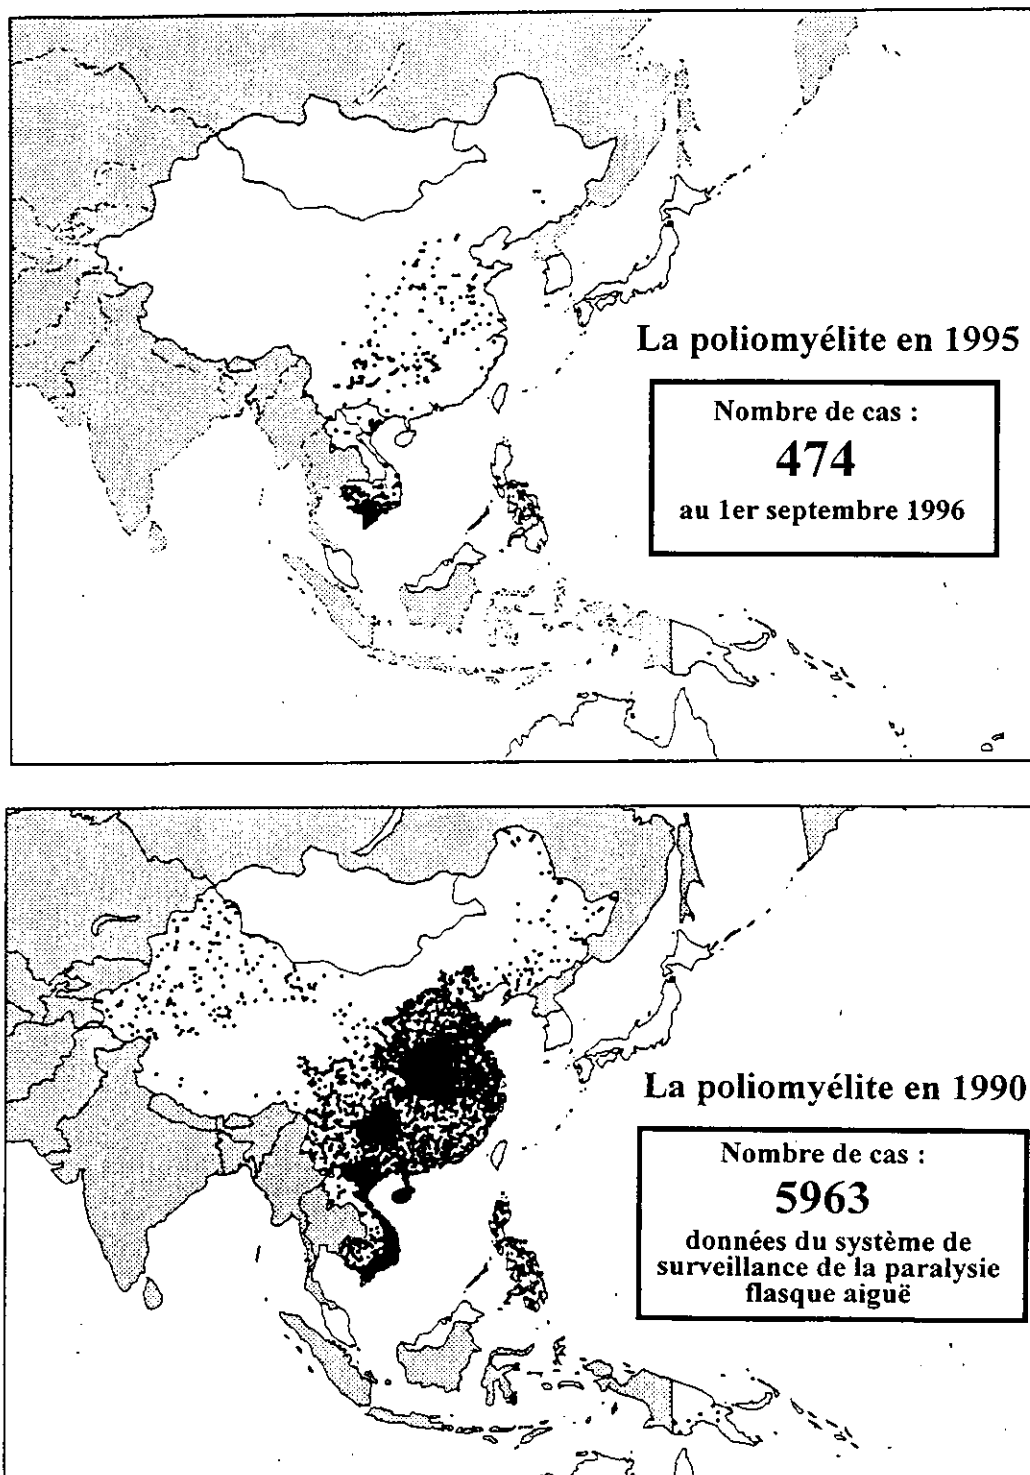 La poliomyélite en 1995
Nombre de cas :
474
au 1er septembre 1996
La poliomyélite en 1990
Nombre de cas :
5963
données du système de
surveillance de la paralysie
flasque aiguë